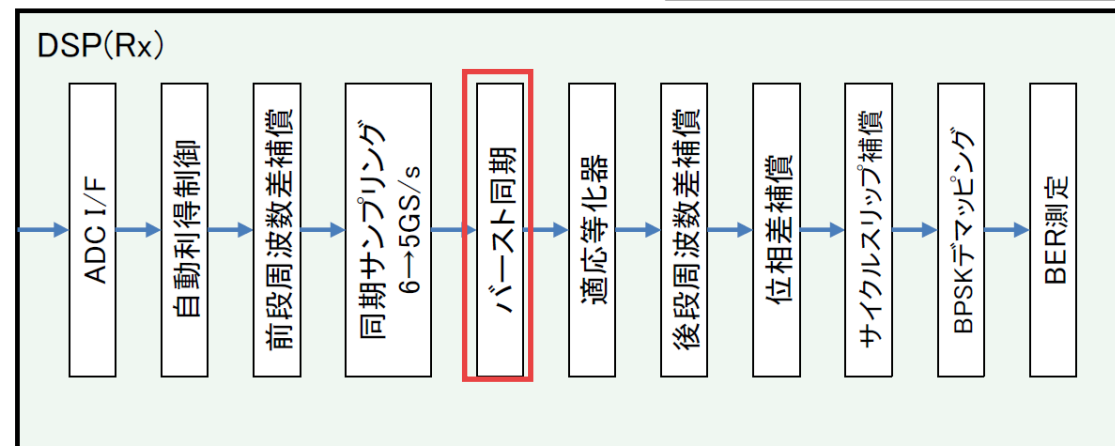 DSP(Rx)
ADC I/F
自動利得制御
前段周波数差補償
同期サンプリング
6→5GS/s
バースト同期
適応等化器
後段周波数差補償
位相差補償
サイクルスリップ補償
BPSKデマッピング
BER測定